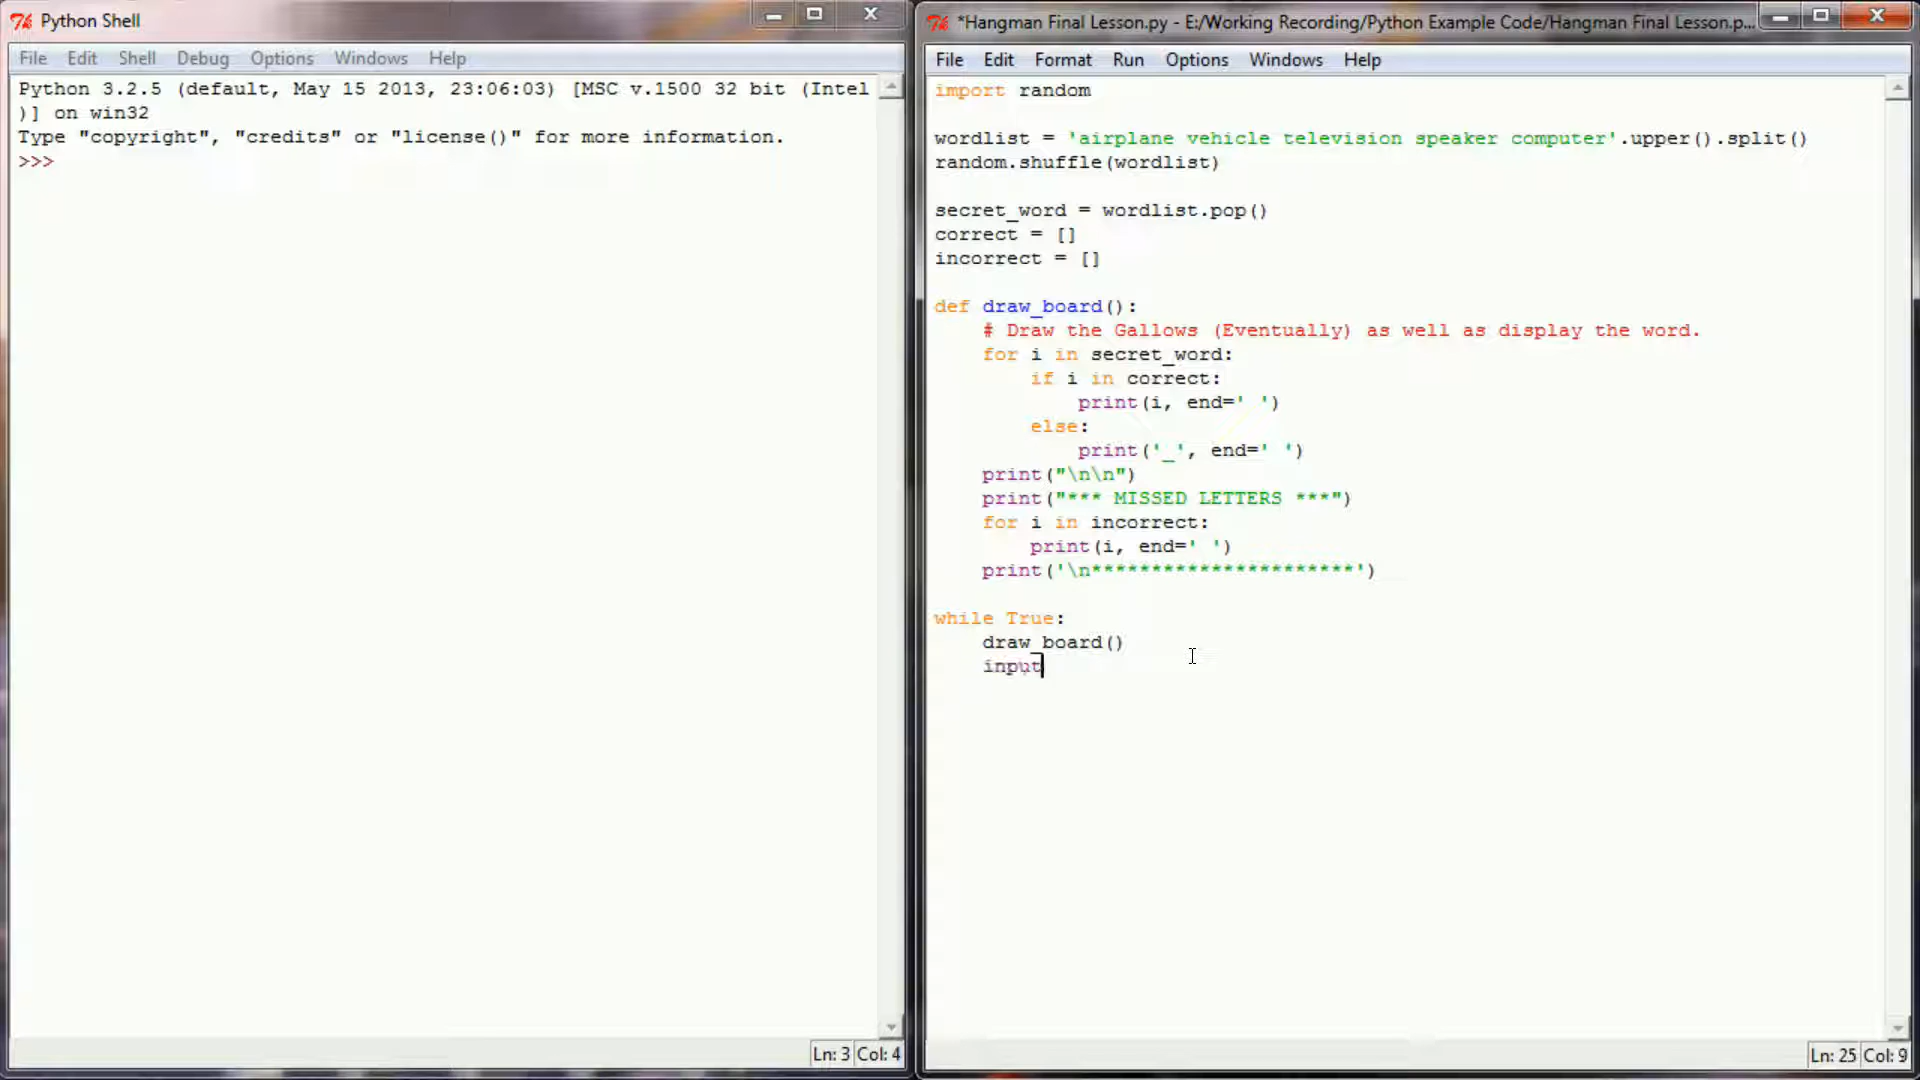 Python Shell
File Edit Shell Debug Options Windows Help
Python 3.2.5 (default, May 15 2013, 23:06:03) [MSC v.1500 32 bit (Intel
)] on win32
Type "copyright", "credits" or "license()" for more information.
>>>
Ln: 3 Col: 4
*Hangman Final Lesson.py - E:/Working Recording/Python Example Code/Hangman Final Lesson.p...
File Edit Format Run Options Windows Help
import random
wordlist = 'airplane vehicle television speaker computer'.upper().split()
random.shuffle(wordlist)
secret_word = wordlist.pop()
correct = []
incorrect = []
def draw_board():
    # Draw the Gallows (Eventually) as well as display the word.
    for i in secret_word:
        if i in correct:
            print(i, end=' ')
        else:
            print('_', end=' ')
    print("\n\n")
    print("*** MISSED LETTERS ***")
    for i in incorrect:
        print(i, end=' ')
    print('\n**********************')
while True:
    draw_board()
    input
Ln: 25 Col: 9